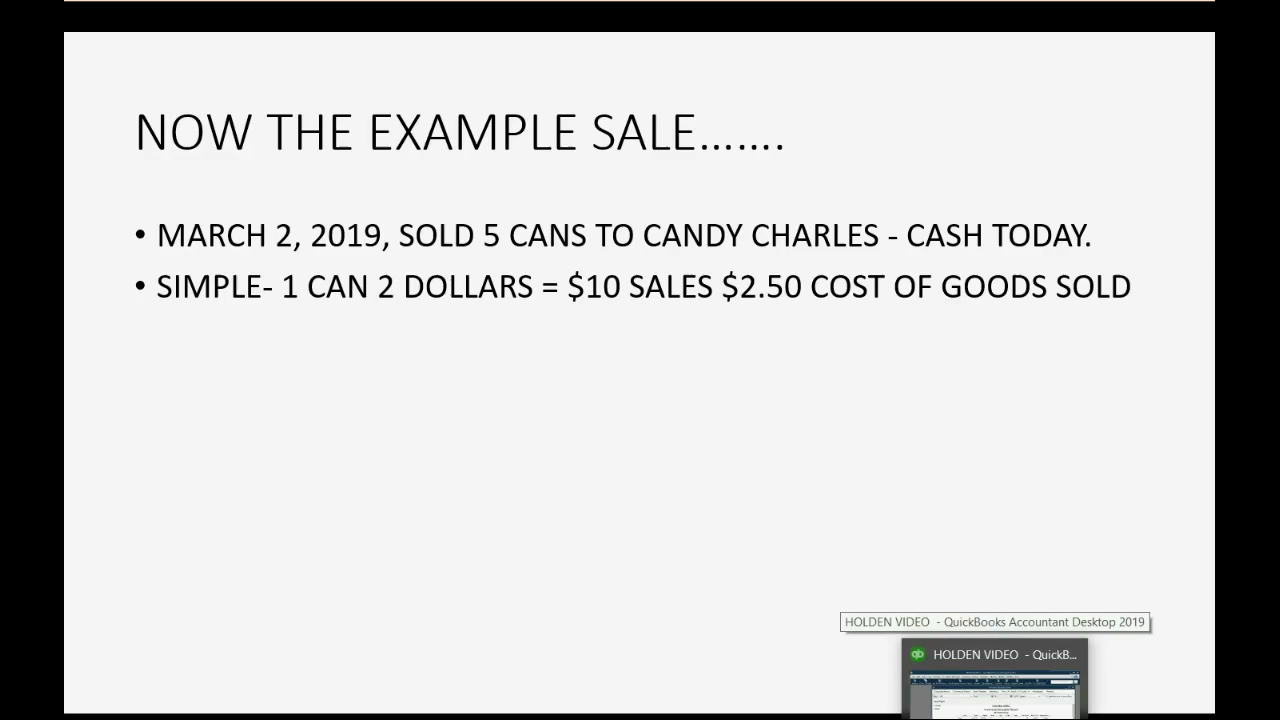 NOW THE EXAMPLE SALE.......
• MARCH 2, 2019, SOLD 5 CANS TO CANDY CHARLES - CASH TODAY.
• SIMPLE- 1 CAN 2 DOLLARS = $10 SALES $2.50 COST OF GOODS SOLD
HOLDEN VIDEO - QuickBooks Accountant Desktop 2019
HOLDEN VIDEO - QuickB...